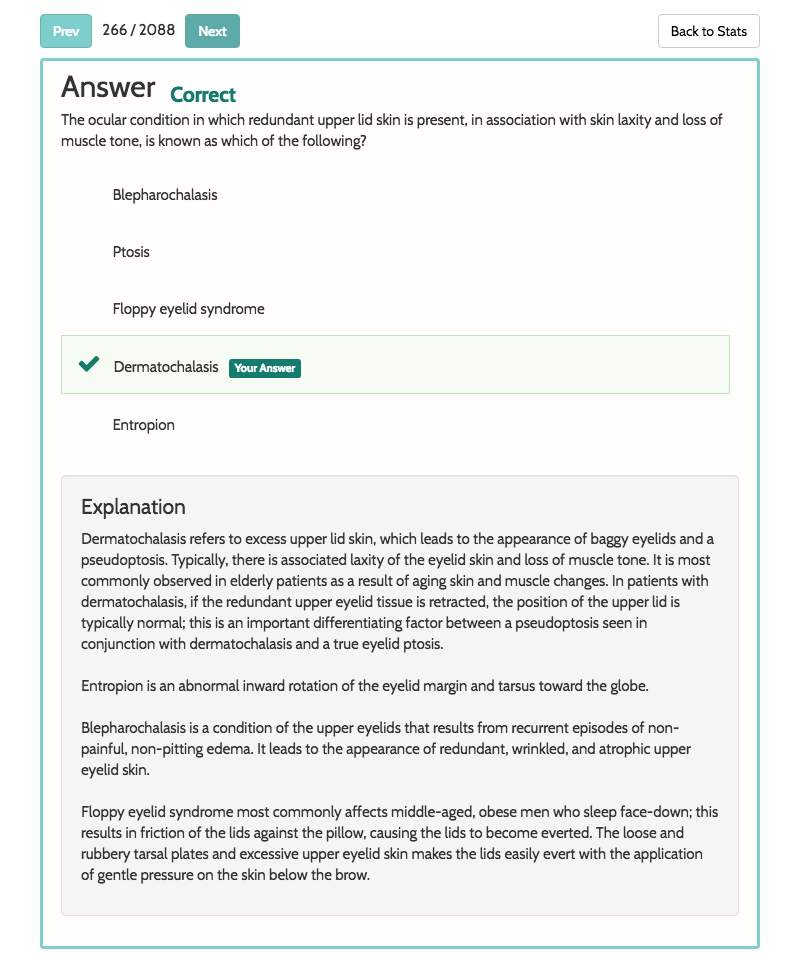 Prev 266 / 2088 Next Back to Stats
Answer Correct
The ocular condition in which redundant upper lid skin is present, in association with skin laxity and loss of
muscle tone, is known as which of the following?
Blepharochalasis
Ptosis
Floppy eyelid syndrome
Dermatochalasis Your Answer
Entropion
Explanation
Dermatochalasis refers to excess upper lid skin, which leads to the appearance of baggy eyelids and a
pseudoptosis. Typically, there is associated laxity of the eyelid skin and loss of muscle tone. It is most
commonly observed in elderly patients as a result of aging skin and muscle changes. In patients with
dermatochalasis, if the redundant upper eyelid tissue is retracted, the position of the upper lid is
typically normal; this is an important differentiating factor between a pseudoptosis seen in
conjunction with dermatochalasis and a true eyelid ptosis.
Entropion is an abnormal inward rotation of the eyelid margin and tarsus toward the globe.
Blepharochalasis is a condition of the upper eyelids that results from recurrent episodes of non-
painful, non-pitting edema. It leads to the appearance of redundant, wrinkled, and atrophic upper
eyelid skin.
Floppy eyelid syndrome most commonly affects middle-aged, obese men who sleep face-down; this
results in friction of the lids against the pillow, causing the lids to become everted. The loose and
rubbery tarsal plates and excessive upper eyelid skin makes the lids easily evert with the application
of gentle pressure on the skin below the brow.